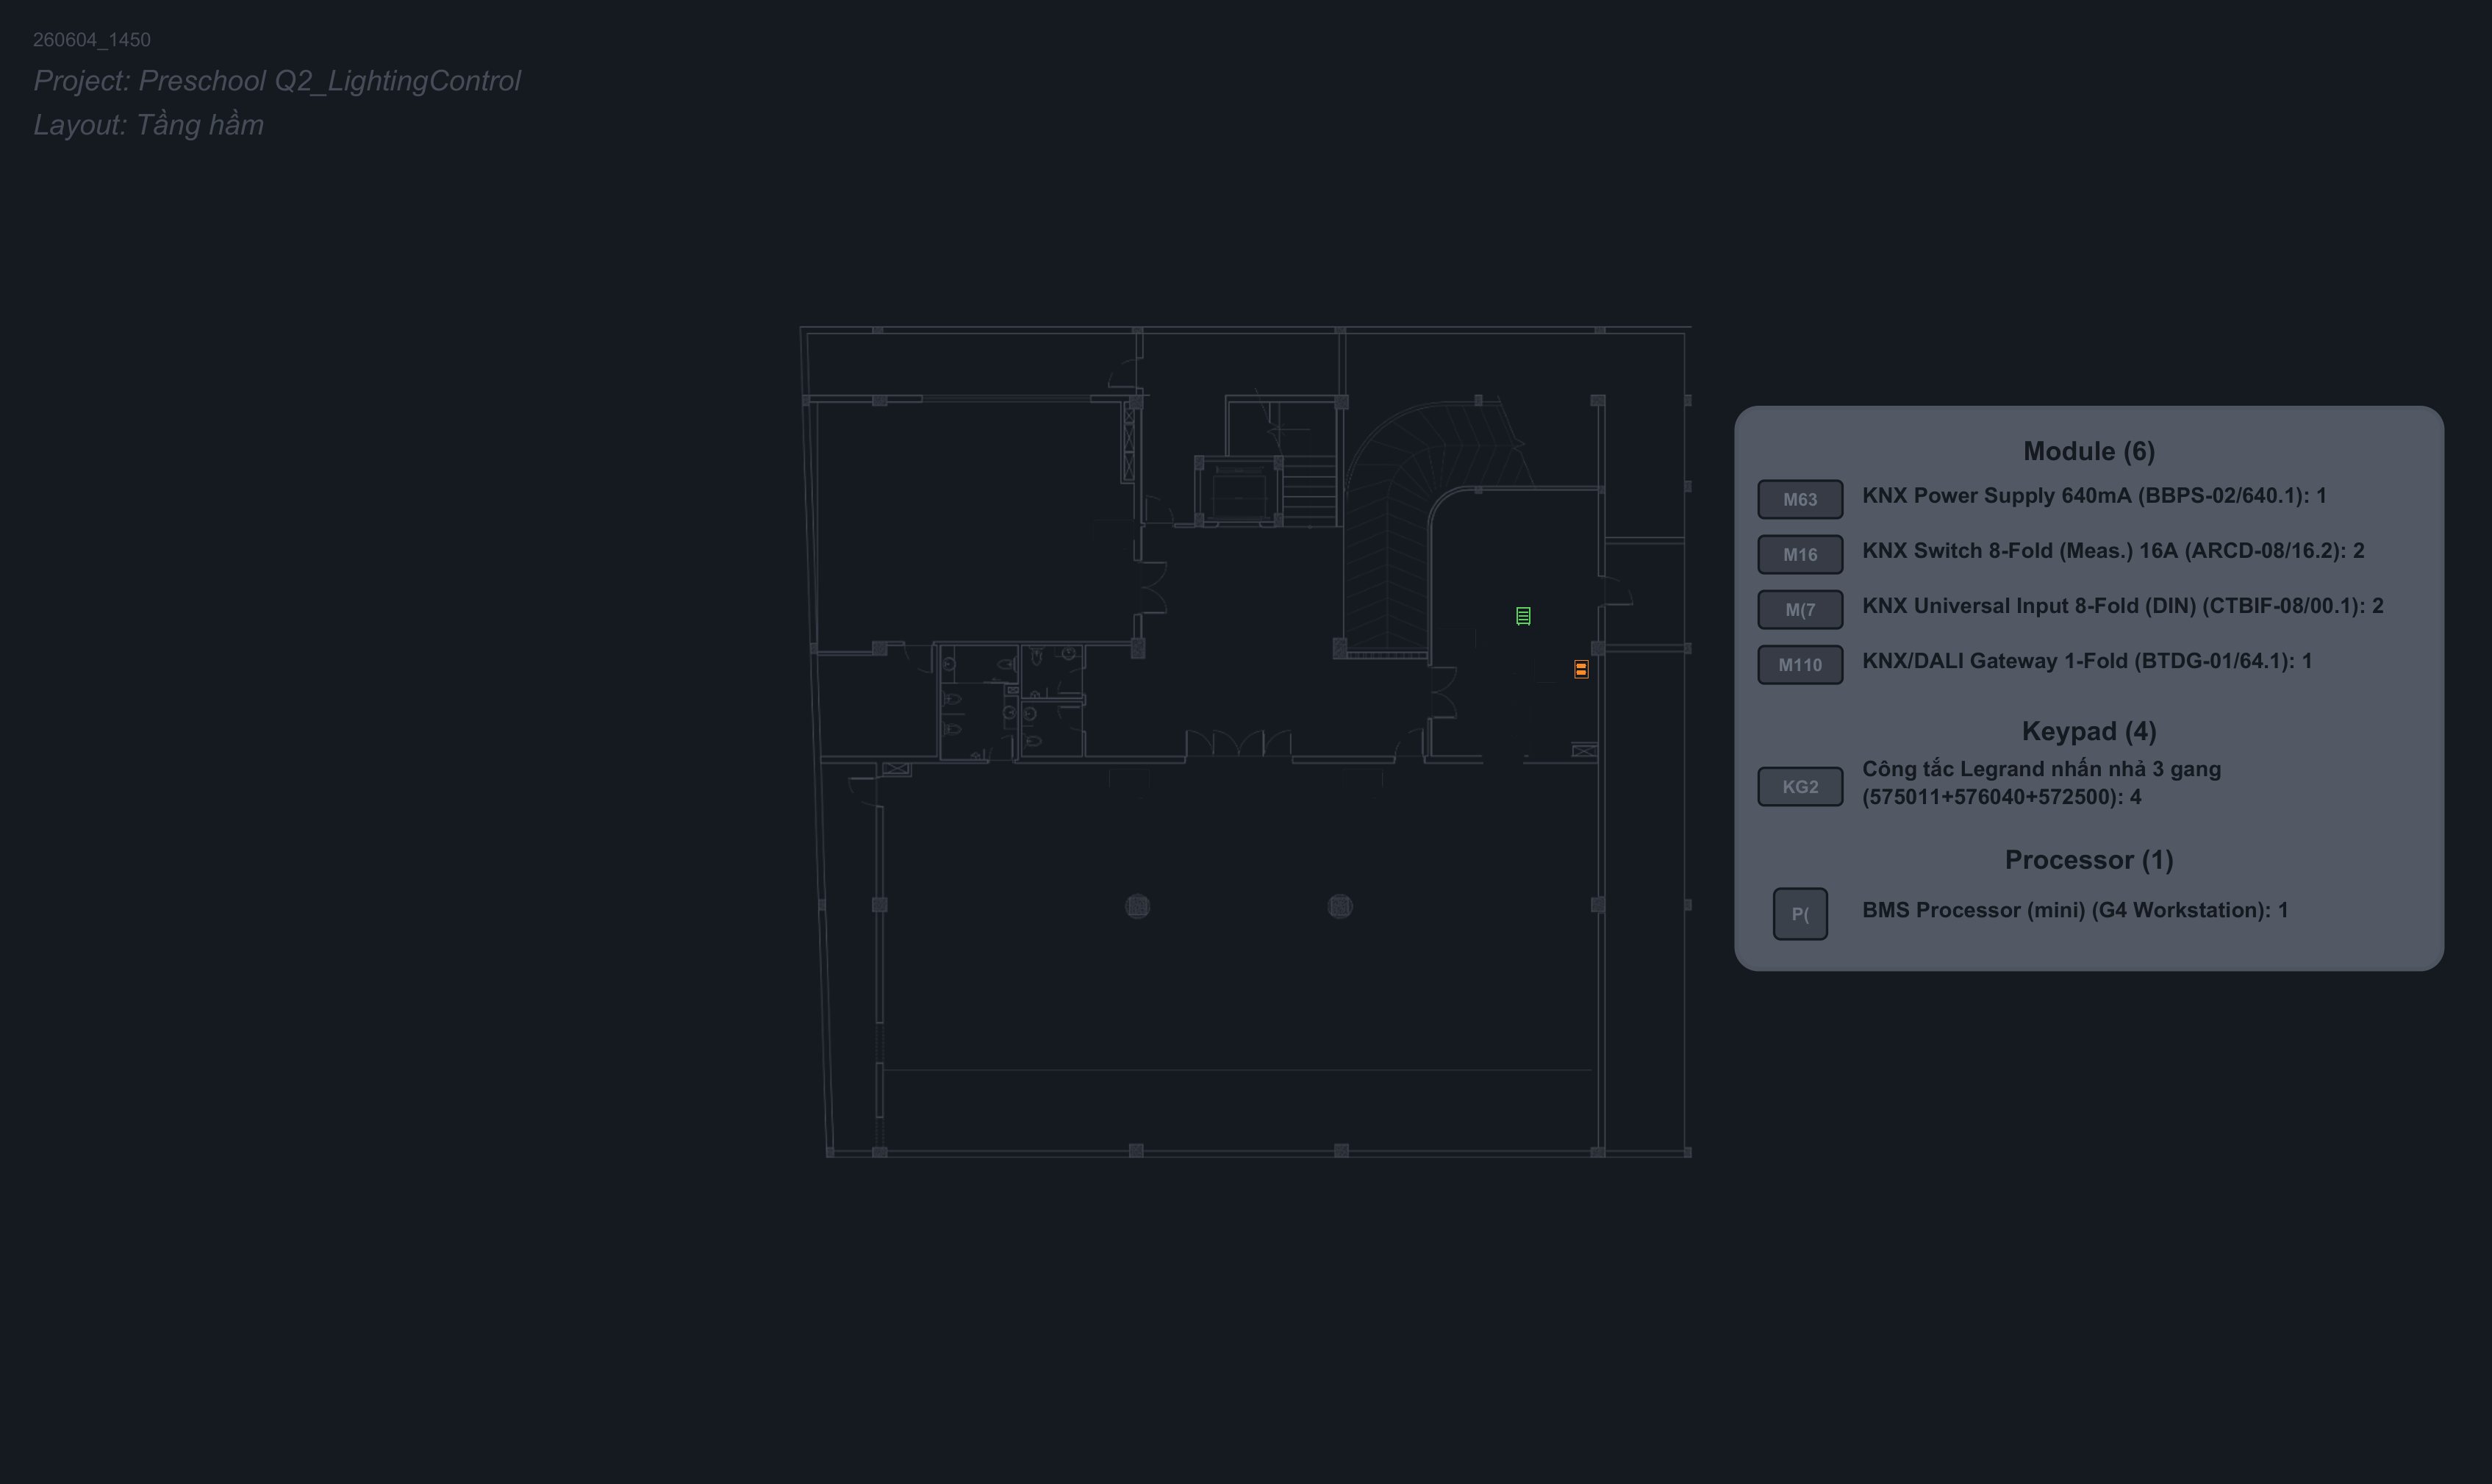 260604_1450
Project: Preschool Q2_LightingControl
Layout: Tầng hầm
Module (6)
M63 KNX Power Supply 640mA (BBPS-02/640.1): 1
M16 KNX Switch 8-Fold (Meas.) 16A (ARCD-08/16.2): 2
M(7 KNX Universal Input 8-Fold (DIN) (CTBIF-08/00.1): 2
M110 KNX/DALI Gateway 1-Fold (BTDG-01/64.1): 1
Keypad (4)
KG2 Công tắc Legrand nhấn nhả 3 gang
(575011+576040+572500): 4
Processor (1)
P( BMS Processor (mini) (G4 Workstation): 1